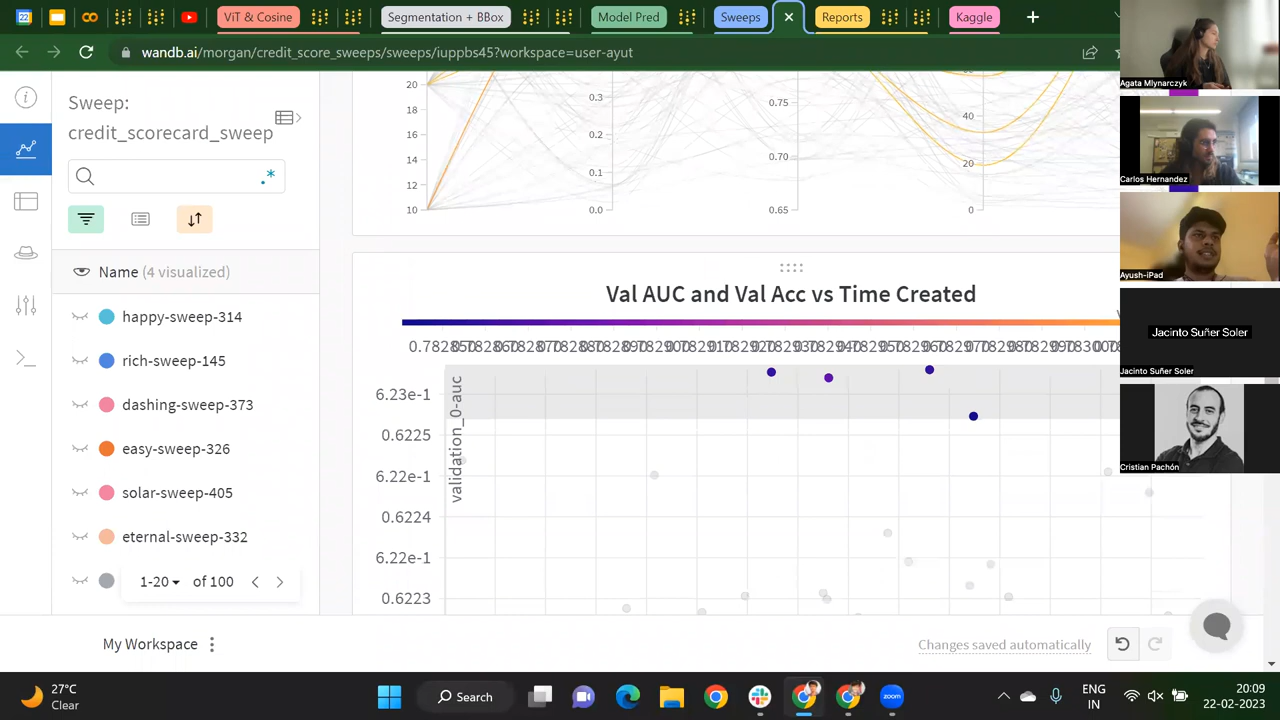 22
ViT & Cosine
Segmentation + BBox
Model Pred
Sweeps
Reports
Kaggle
wandb.ai/morgan/credit_score_sweeps/sweeps/iuppbs45?workspace=user-ayut
Sweep:
credit_scorecard_sweep
.*
Name (4 visualized)
happy-sweep-314
rich-sweep-145
dashing-sweep-373
easy-sweep-326
solar-sweep-405
eternal-sweep-332
1-20 of 100
My Workspace
20
18
16
14
12
10
0.3
0.2
0.1
0.0
0.75
0.70
0.65
40
20
0
Val AUC and Val Acc vs Time Created
validation_0-auc
6.23e-1
0.6225
6.22e-1
0.6224
6.22e-1
0.6223
Changes saved automatically
Agata Mlynarczyk
Carlos Hernandez
Ayush-iPad
Jacinto Suñer Soler
Jacinto Suñer Soler
Cristian Pachón
27°C
Clear
Search
zoom
ENG
IN
20:09
22-02-2023